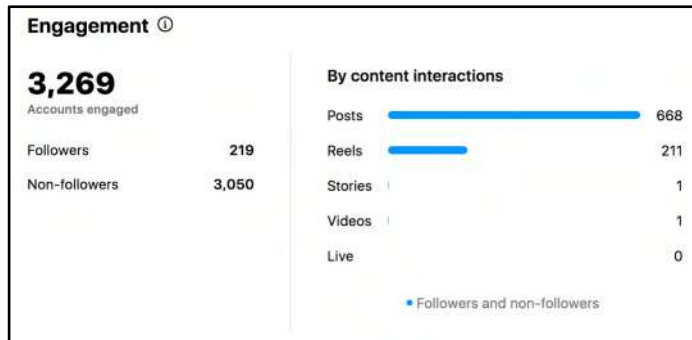 Engagement
3,269
Accounts engaged
Followers 219
Non-followers 3,050
By content interactions
Posts 668
Reels 211
Stories 1
Videos 1
Live 0
Followers and non-followers